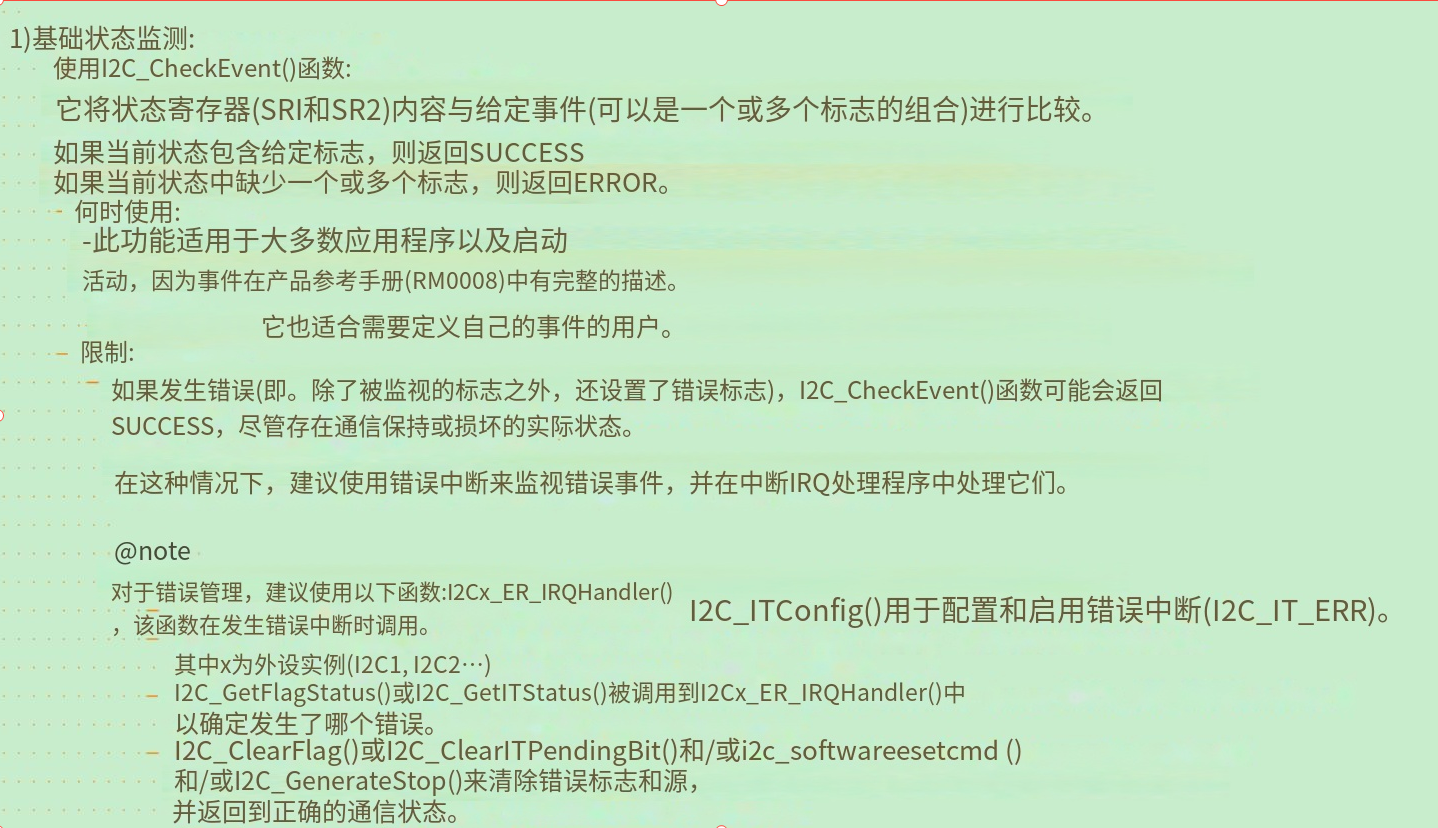 1)基础状态监测:
使用I2C_CheckEvent()函数:
它将状态寄存器(SRI和SR2)内容与给定事件(可以是一个或多个标志的组合)进行比较。
如果当前状态包含给定标志，则返回SUCCESS
如果当前状态中缺少一个或多个标志，则返回ERROR。
- 何时使用:
-此功能适用于大多数应用程序以及启动
活动，因为事件在产品参考手册(RM0008)中有完整的描述。
它也适合需要定义自己的事件的用户。
- 限制:
- 如果发生错误(即。除了被监视的标志之外，还设置了错误标志)，I2C_CheckEvent()函数可能会返回
SUCCESS，尽管存在通信保持或损坏的实际状态。
在这种情况下，建议使用错误中断来监视错误事件，并在中断IRQ处理程序中处理它们。
@note
对于错误管理，建议使用以下函数:I2Cx_ER_IRQHandler()
，该函数在发生错误中断时调用。
I2C_ITConfig()用于配置和启用错误中断(I2C_IT_ERR)。
其中x为外设实例(I2C1, I2C2…)
- I2C_GetFlagStatus()或I2C_GetITStatus()被调用到I2Cx_ER_IRQHandler()中
以确定发生了哪个错误。
- I2C_ClearFlag()或I2C_ClearITPendingBit()和/或i2c_softwareesetcmd ()
和/或I2C_GenerateStop()来清除错误标志和源，
并返回到正确的通信状态。